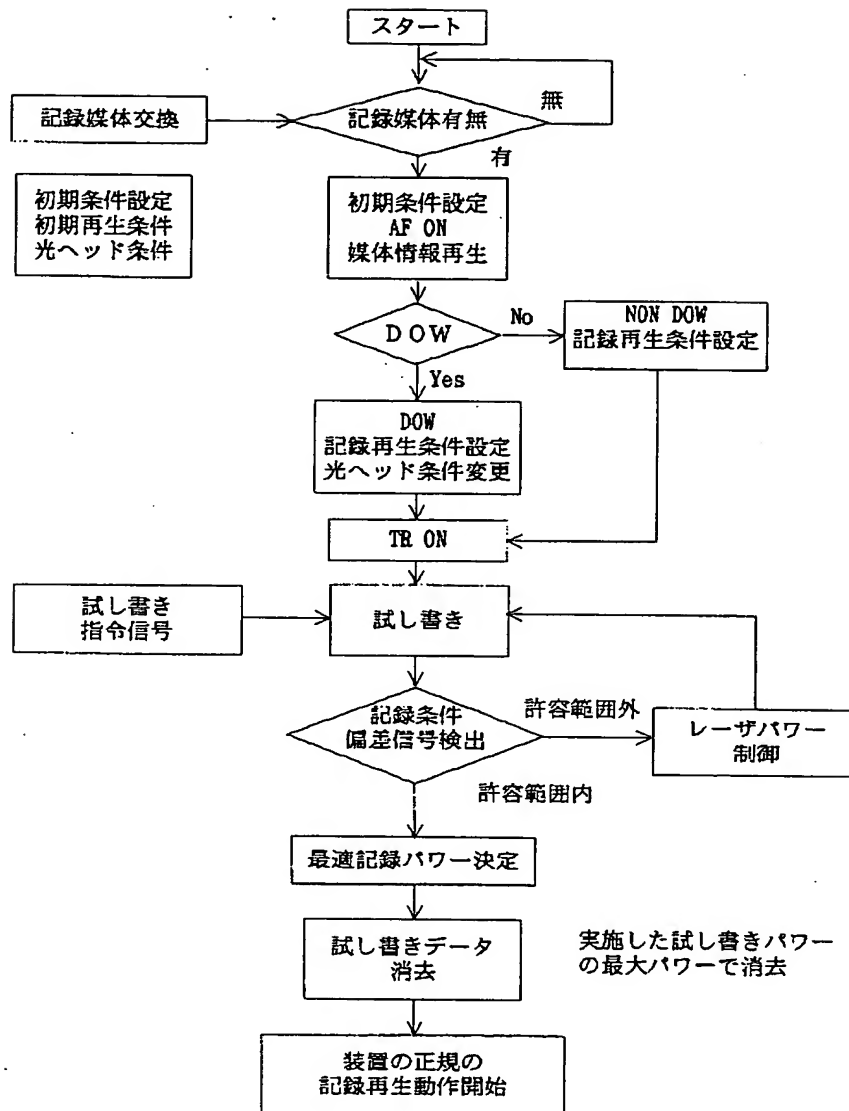 スタート
無
記録媒体交換
記録媒体有無
有
初期条件設定
初期再生条件
光ヘッド条件
初期条件設定
AF ON
媒体情報再生
DOW
No
NON DOW
記録再生条件設定
Yes
DOW
記録再生条件設定
光ヘッド条件変更
TR ON
試し書き
指令信号
試し書き
記録条件
偏差信号検出
許容範囲外
レーザパワー
制御
許容範囲内
最適記録パワー決定
試し書きデータ
消去
実施した試し書きパワー
の最大パワーで消去
装置の正規の
記録再生動作開始